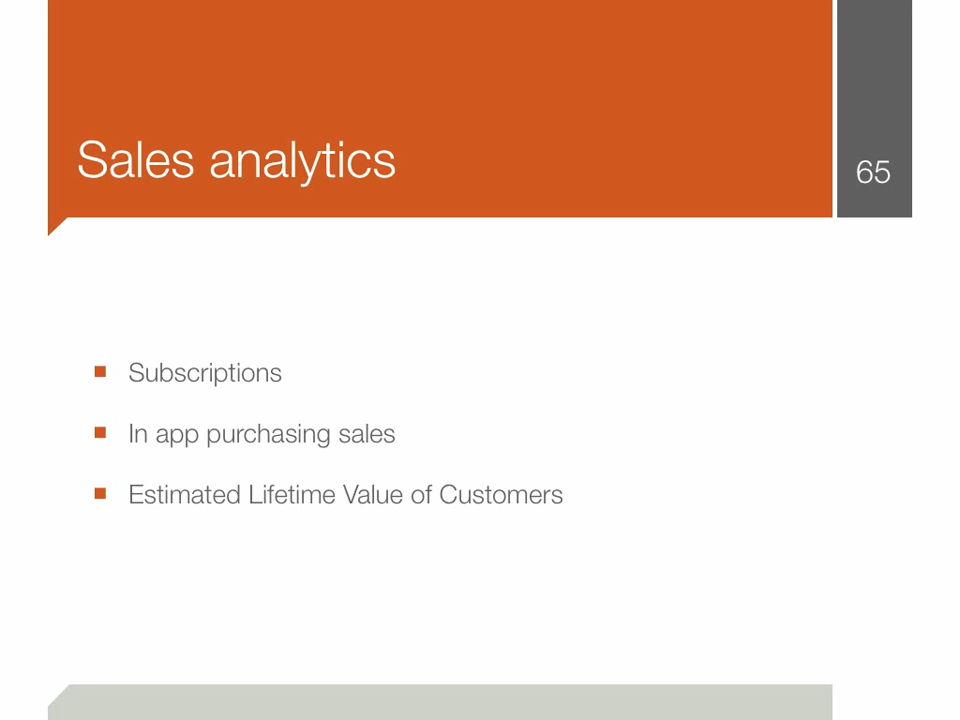 Sales analytics
65
Subscriptions
In app purchasing sales
Estimated Lifetime Value of Customers